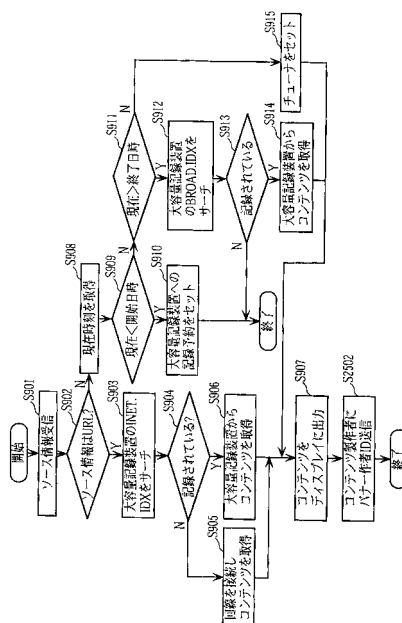 開始
S901
ソース情報受信
S902
ソース情報はURL?
N
Y
S903
大容量記録装置のINET.
IDXをサーチ
S904
記録されている?
N
Y
S905
回線を接続し
コンテンツを取得
S906
大容量記録装置から
コンテンツを取得
S907
コンテンツを
ディスプレイに出力
S2502
コンテンツ製作者に
バナー作者ID送信
終了
S908
現在時刻を取得
S909
現在<開始日時
N
Y
S910
大容量記録装置への
記録予約をセット
終了
S911
現在>終了日時
N
Y
S912
大容量記録装置
のBROAD.IDXを
サーチ
S913
記録されている
N
Y
S914
大容量記録装置から
コンテンツを取得
S915
チューナをセット